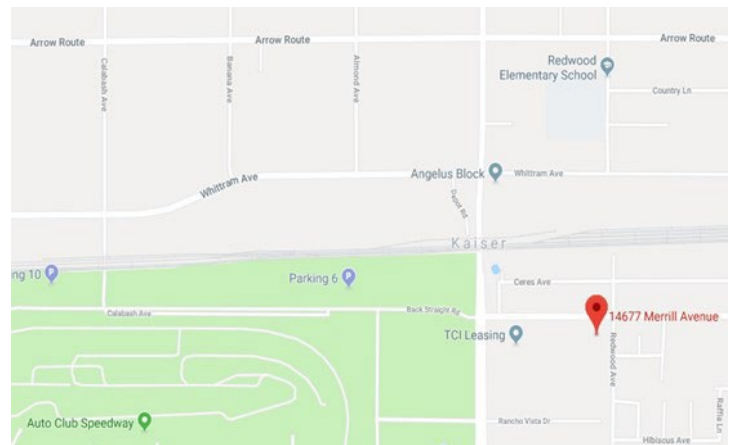 Arrow Route
Arrow Route
Arrow Route
Calabash Ave
Banana Ave
Almond Ave
Redwood
Elementary School
Country Ln
Whittram Ave
Angelus Block
Whittram Ave
Dupid Rd
Kaiser
ng 10
Parking 6
Ceres Ave
Calabash Ave
Back Straight Rd
14677 Merrill Avenue
TCI Leasing
Redwood Ave
Auto Club Speedway
Rancho Vista Dr
Hibiscus Ave
Raffia Ln